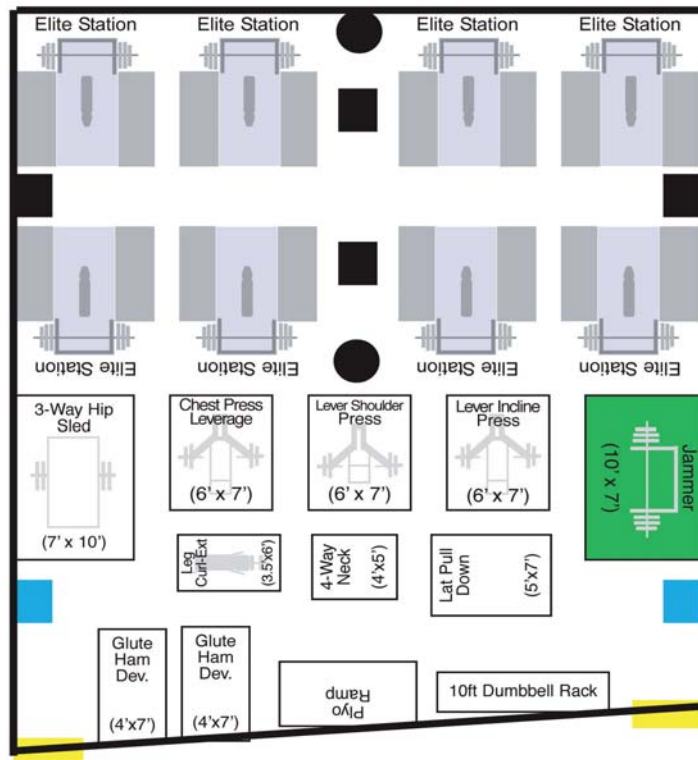 Elite Station
Elite Station
Elite Station
Elite Station
Elite Station
Elite Station
Elite Station
Elite Station
3-Way Hip
Sled
(7' x 10')
Chest Press
Leverage
(6' x 7')
Lever Shoulder
Press
(6' x 7')
Lever Incline
Press
(6' x 7')
Jammer
(10' x 7')
Leg
Curl-Ext
(3.5'x6')
4-Way
Neck
(4'x5')
Lat Pull
Down
(5'x7')
Glute
Ham
Dev.
(4'x7')
Glute
Ham
Dev.
(4'x7')
Plyo
Ramp
10ft Dumbbell Rack